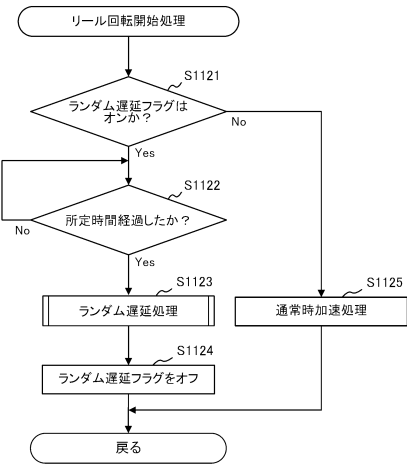 リール回転開始処理
S1121
ランダム遅延フラグは
オンか?
No
Yes
S1122
所定時間経過したか?
No
Yes
S1123
ランダム遅延処理
S1125
通常時加速処理
S1124
ランダム遅延フラグをオフ
戻る